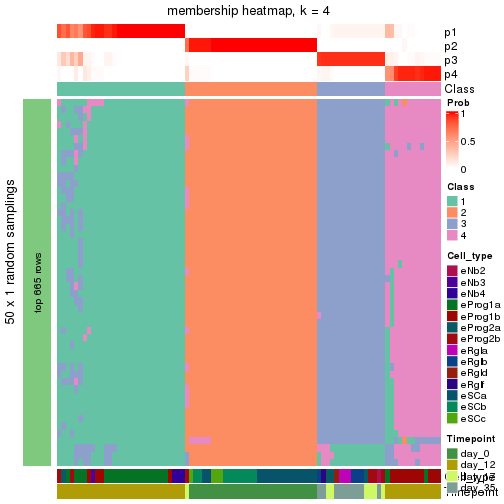 membership heatmap, k = 4
p1
p2
p3
p4
Class
50 x 1 random samplings
top 665 rows
Prob
1
0.5
0
Class
1
2
3
4
Cell_type
eNb2
eNb3
eNb4
eProg1a
eProg1b
eProg2a
eProg2b
eRgla
eRglb
eRgld
eRglf
eSCa
eSCb
eSCc
Timepoint
day_0
day_12
day_17
day_35
Timepoint